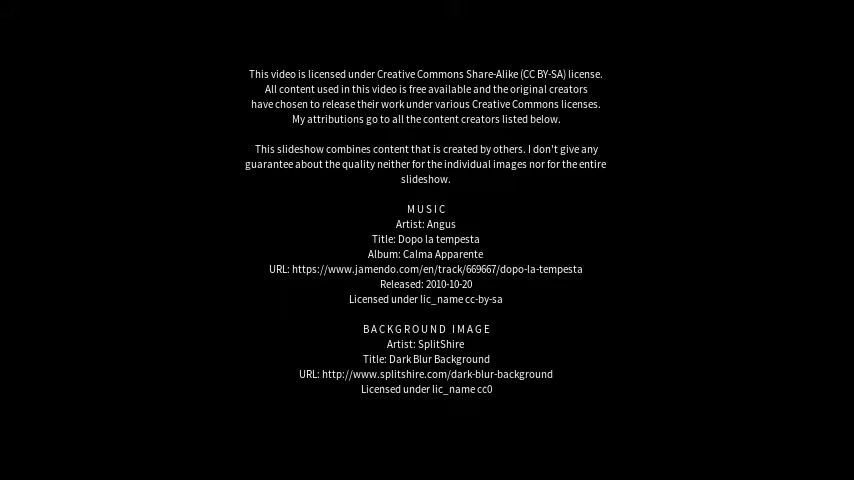 This video is licensed under Creative Commons Share-Alike (CC BY-SA) license.
All content used in this video is free available and the original creators
have chosen to release their work under various Creative Commons licenses.
My attributions go to all the content creators listed below.
This slideshow combines content that is created by others. I don't give any
guarantee about the quality neither for the individual images nor for the entire
slideshow.
MUSIC
Artist: Angus
Title: Dopo la tempesta
Album: Calma Apparente
URL: https://www.jamendo.com/en/track/669667/dopo-la-tempesta
Released: 2010-10-20
Licensed under lic_name cc-by-sa
BACKGROUND IMAGE
Artist: SplitShire
Title: Dark Blur Background
URL: http://www.splitshire.com/dark-blur-background
Licensed under lic_name cc0